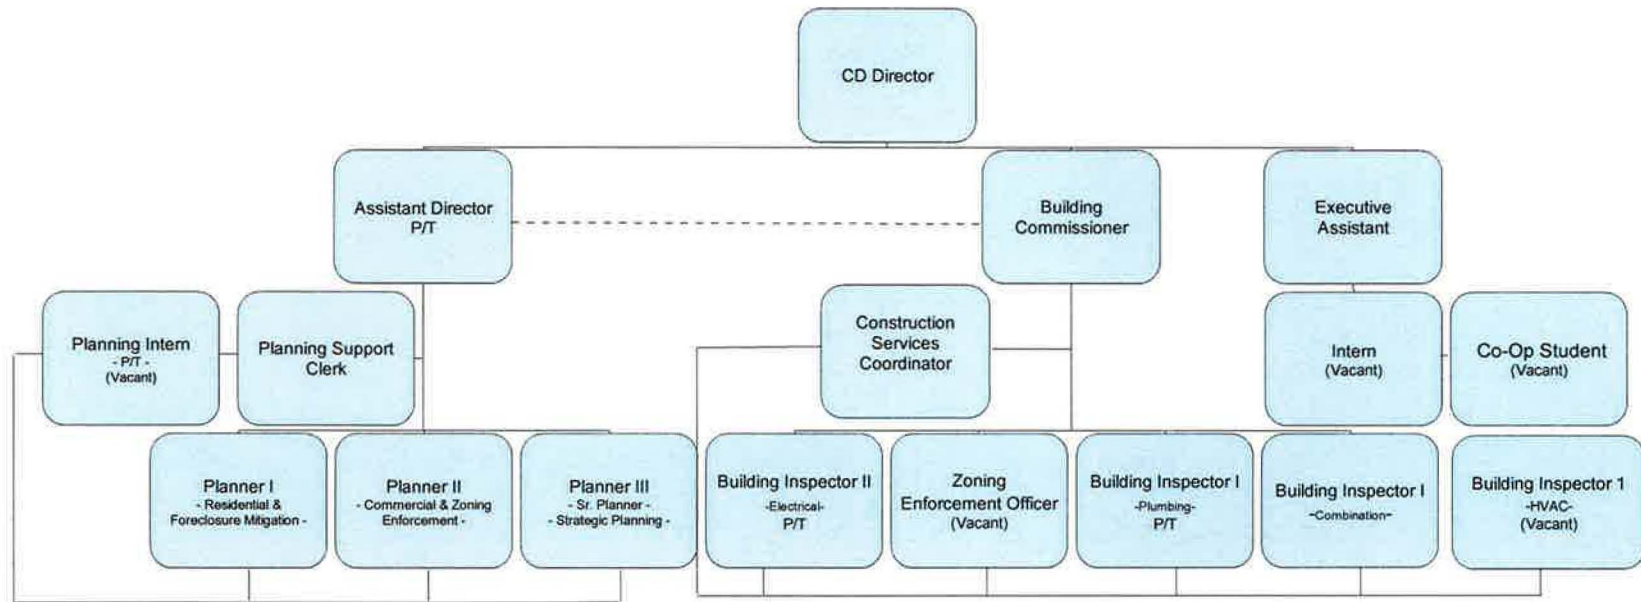 CD Director
Assistant Director
P/T
Building
Commissioner
Executive
Assistant
Planning Intern
- P/T -
(Vacant)
Planning Support
Clerk
Construction
Services
Coordinator
Intern
(Vacant)
Co-Op Student
(Vacant)
Planner I
- Residential &
Foreclosure Mitigation -
Planner II
- Commercial & Zoning
Enforcement -
Planner III
- Sr. Planner -
- Strategic Planning -
Building Inspector II
-Electrical-
P/T
Zoning
Enforcement Officer
(Vacant)
Building Inspector I
-Plumbing-
P/T
Building Inspector I
-Combination-
Building Inspector 1
-HVAC-
(Vacant)